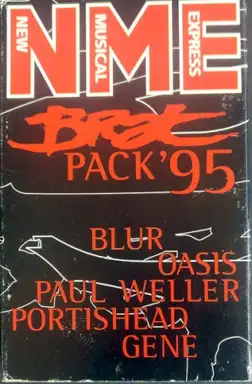 NME
NEW
MUSICAL
EXPRESS
Brat
PACK '95
BLUR
OASIS
PAUL WELLER
PORTISHEAD
GENE